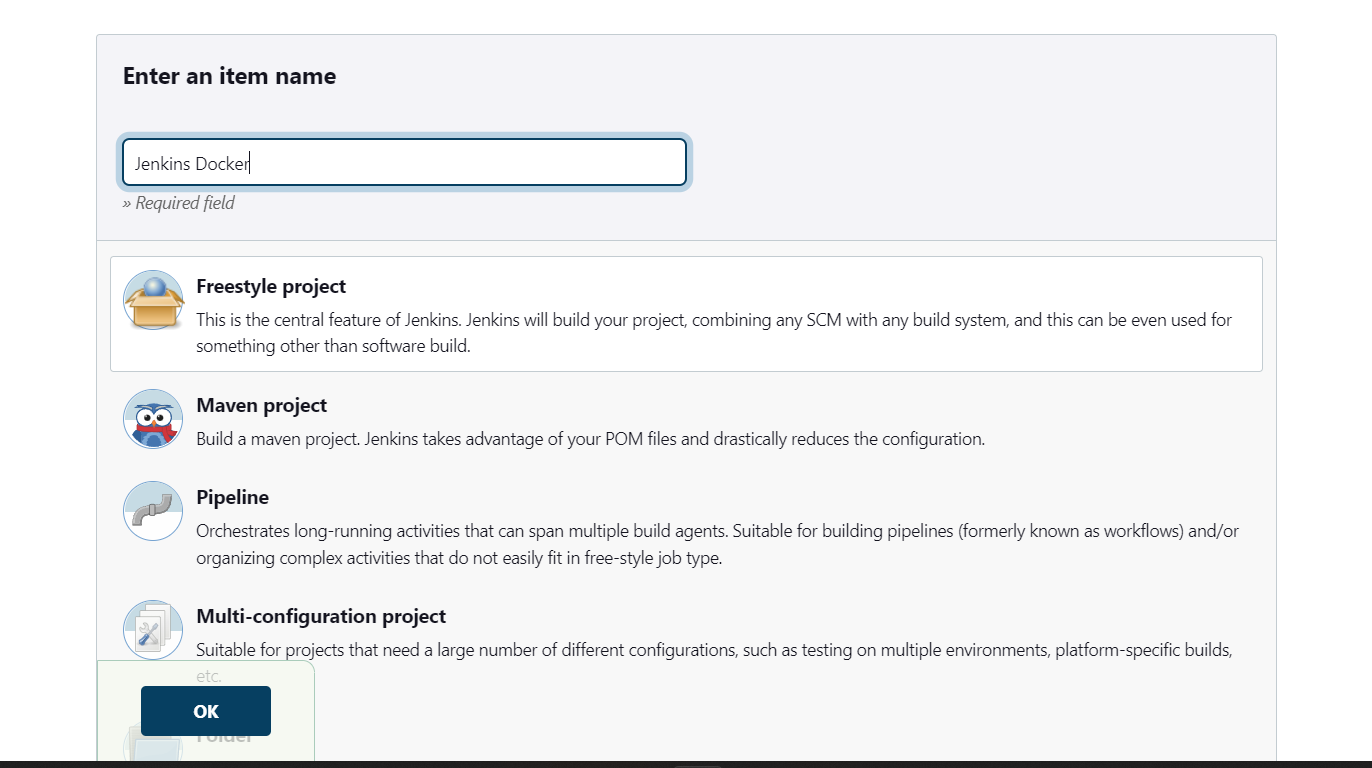 Enter an item name
Jenkins Docker
» Required field
Freestyle project
This is the central feature of Jenkins. Jenkins will build your project, combining any SCM with any build system, and this can be even used for
something other than software build.
Maven project
Build a maven project. Jenkins takes advantage of your POM files and drastically reduces the configuration.
Pipeline
Orchestrates long-running activities that can span multiple build agents. Suitable for building pipelines (formerly known as workflows) and/or
organizing complex activities that do not easily fit in free-style job type.
Multi-configuration project
Suitable for projects that need a large number of different configurations, such as testing on multiple environments, platform-specific builds,
etc.
OK
Folder